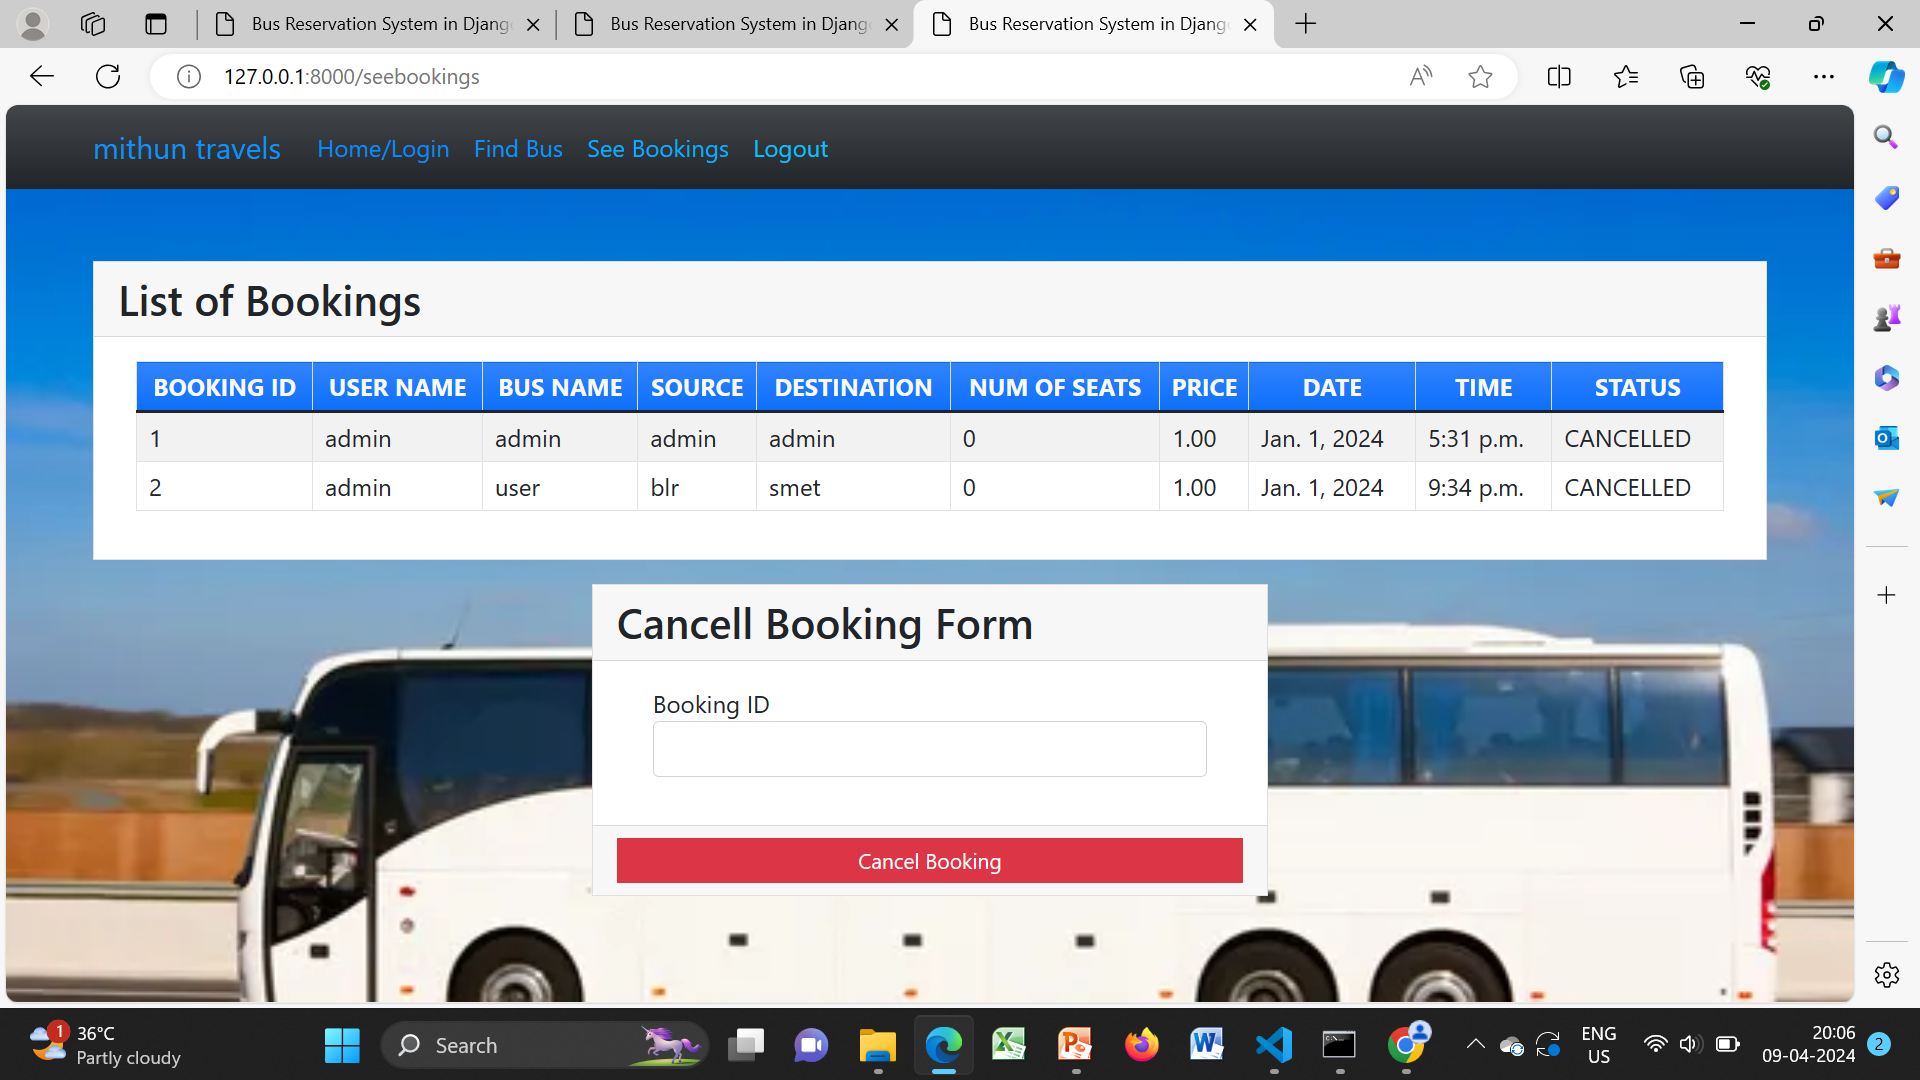 Bus Reservation System in Djang
Bus Reservation System in Djang
Bus Reservation System in Djang
127.0.0.1:8000/seebookings
mithun travels Home/Login Find Bus See Bookings Logout
List of Bookings
BOOKING ID USER NAME BUS NAME SOURCE DESTINATION NUM OF SEATS PRICE DATE TIME STATUS
1 admin admin admin admin 0 1.00 Jan. 1, 2024 5:31 p.m. CANCELLED
2 admin user blr smet 0 1.00 Jan. 1, 2024 9:34 p.m. CANCELLED
Cancell Booking Form
Booking ID
Cancel Booking
1 36°C
Partly cloudy
Search
ENG
US
20:06
09-04-2024
2